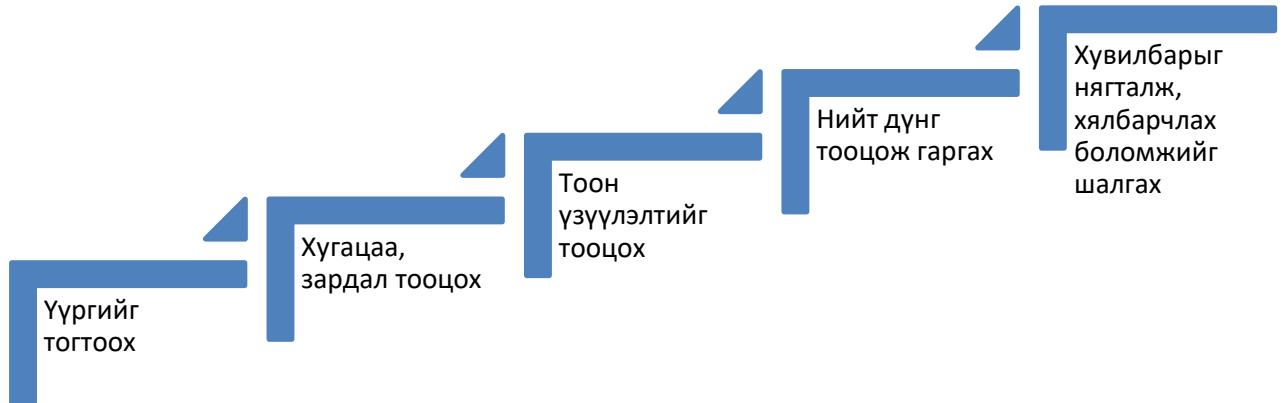 Үүргийг
тогтоох
Хугацаа,
зардал тооцох
Тоон
үзүүлэлтийг
тооцох
Нийт дүнг
тооцож гаргах
Хувилбарыг
нягталж,
хялбарчлах
боломжийг
шалгах